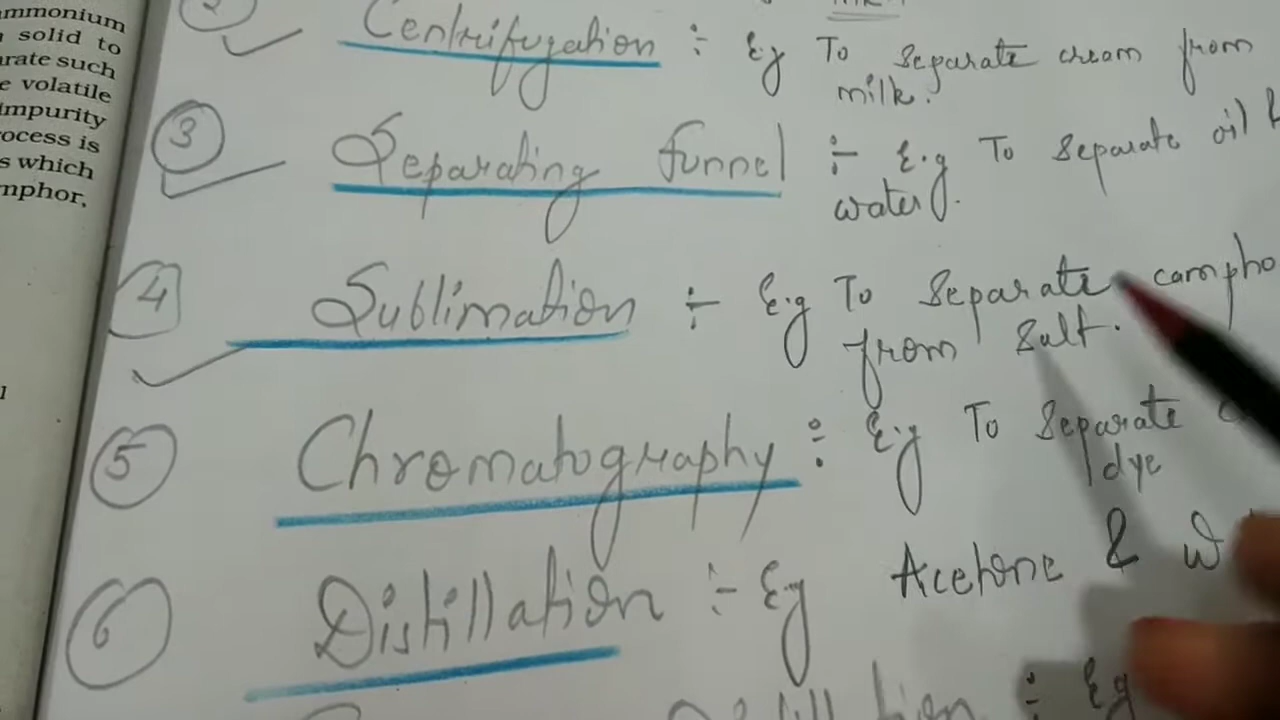 ammonium
solid to
rate such
e volatile
impurity
ocess is
s which
mphor,
2 Centrifugation :- Eg To Separate cream from
milk.
3 Separating funnel :- E.g To Separate oil &
water.
4 Sublimation :- E.g To Separate campho
from Salt.
5 Chromatography :- E.g To Separate
dye
6 Distillation :- Eg Acetone & W
:- Eg